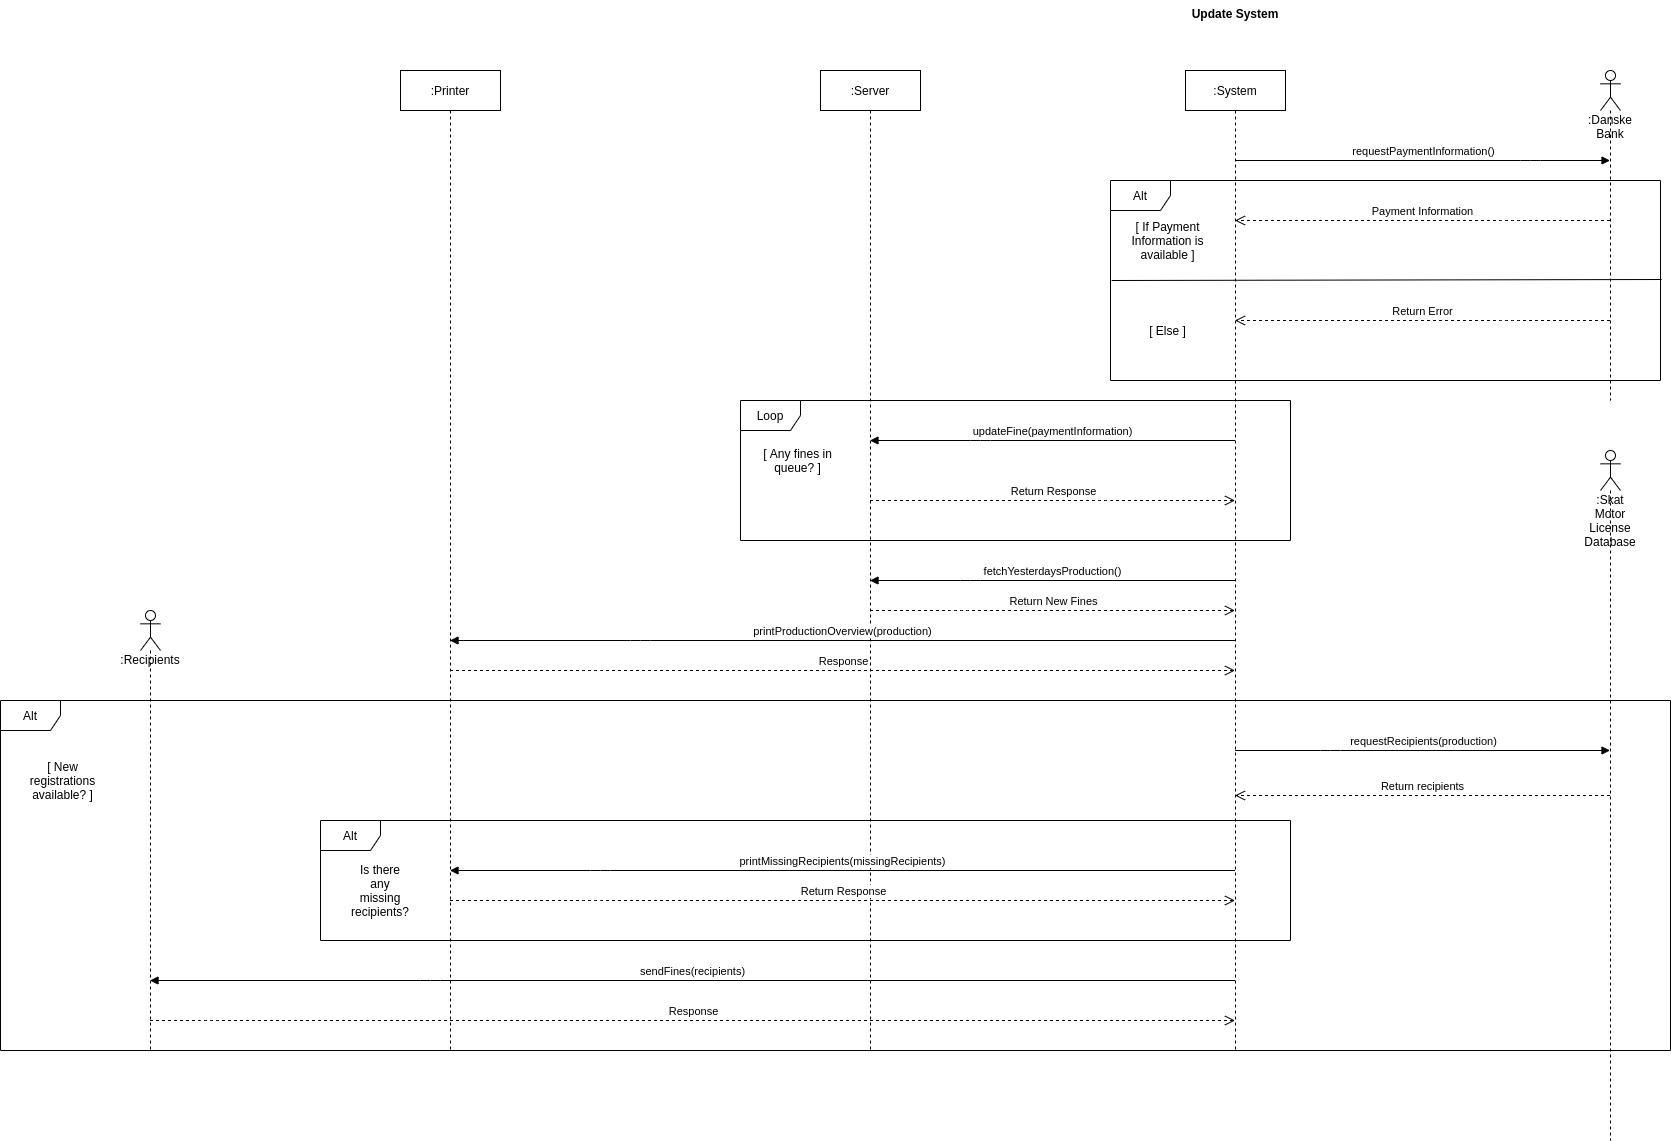 Update System
:Printer
:Server
:System
:Danske
Bank
requestPaymentInformation()
Alt
Payment Information
[ If Payment
Information is
available ]
Return Error
[ Else ]
Loop
updateFine(paymentInformation)
[ Any fines in
queue? ]
Return Response
:Skat
Motor
License
Database
fetchYesterdaysProduction()
Return New Fines
printProductionOverview(production)
:Recipients
Response
Alt
requestRecipients(production)
[ New
registrations
available? ]
Return recipients
Alt
printMissingRecipients(missingRecipients)
Is there
any
missing
recipients?
Return Response
sendFines(recipients)
Response